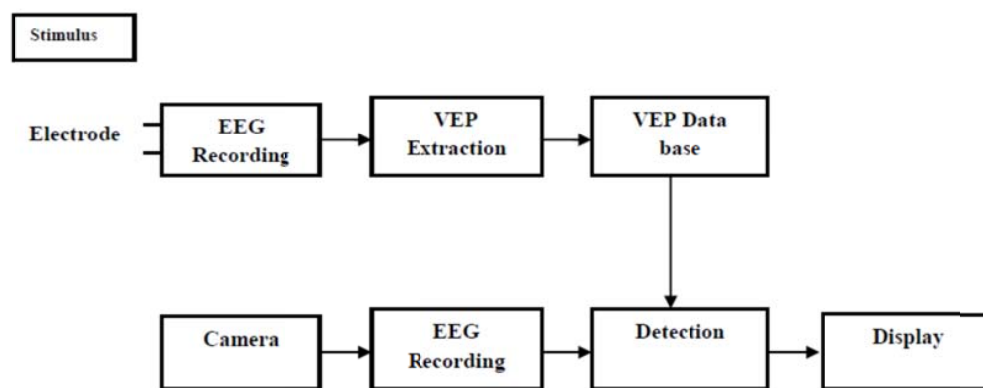 Stimulus
Electrode
EEG
Recording
VEP
Extraction
VEP Data
base
Camera
EEG
Recording
Detection
Display